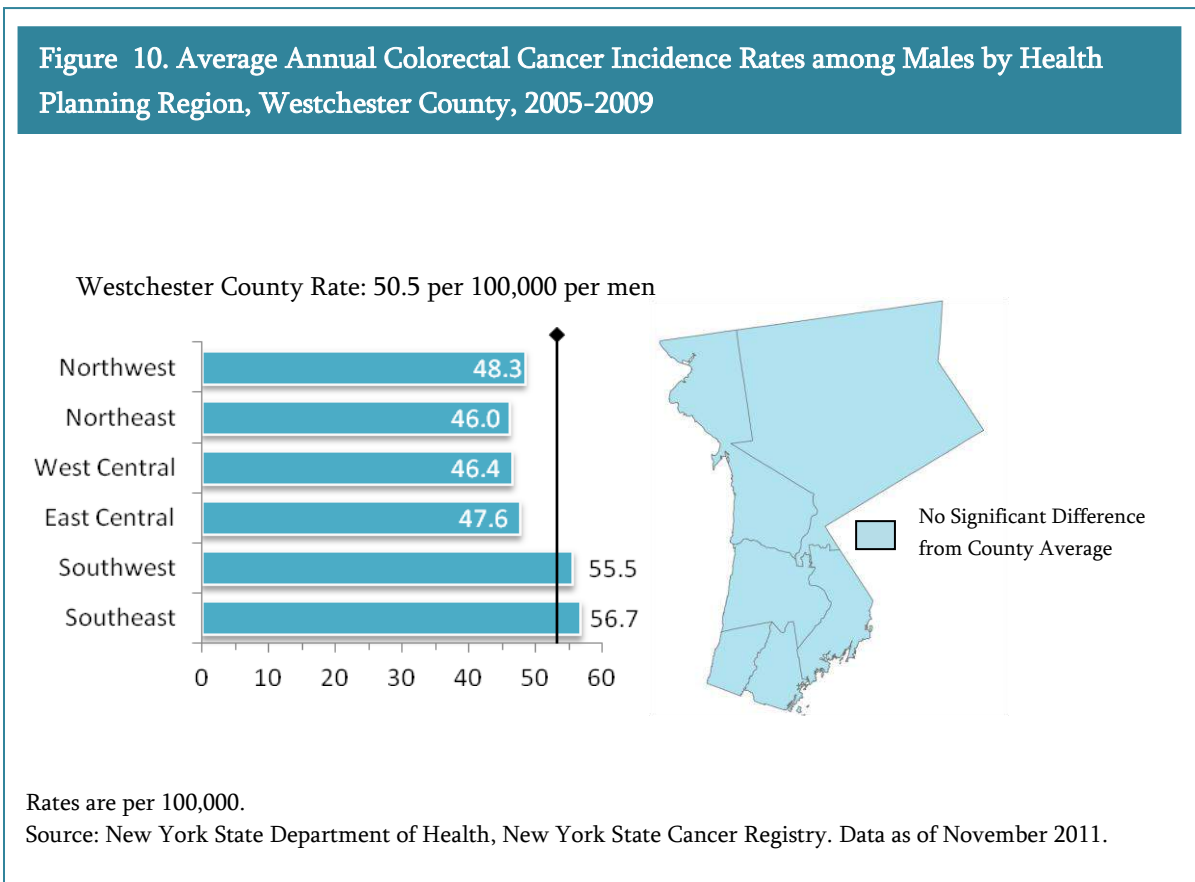 Figure 10. Average Annual Colorectal Cancer Incidence Rates among Males by Health
Planning Region, Westchester County, 2005-2009
Westchester County Rate: 50.5 per 100,000 per men
Northwest 48.3
Northeast 46.0
West Central 46.4
East Central 47.6
Southwest 55.5
Southeast 56.7
0 10 20 30 40 50 60
No Significant Difference
from County Average
Rates are per 100,000.
Source: New York State Department of Health, New York State Cancer Registry. Data as of November 2011.